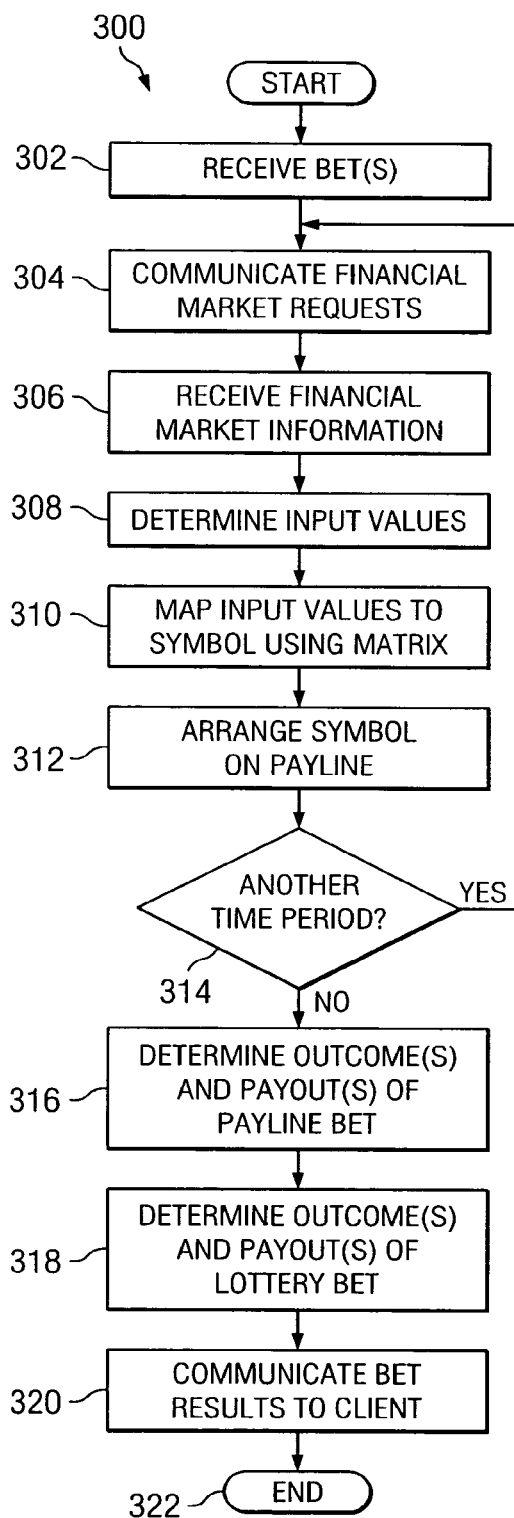 300
START
302
RECEIVE BET(S)
304
COMMUNICATE FINANCIAL
MARKET REQUESTS
306
RECEIVE FINANCIAL
MARKET INFORMATION
308
DETERMINE INPUT VALUES
310
MAP INPUT VALUES TO
SYMBOL USING MATRIX
312
ARRANGE SYMBOL
ON PAYLINE
ANOTHER
TIME PERIOD?
YES
314
NO
316
DETERMINE OUTCOME(S)
AND PAYOUT(S) OF
PAYLINE BET
318
DETERMINE OUTCOME(S)
AND PAYOUT(S) OF
LOTTERY BET
320
COMMUNICATE BET
RESULTS TO CLIENT
322
END